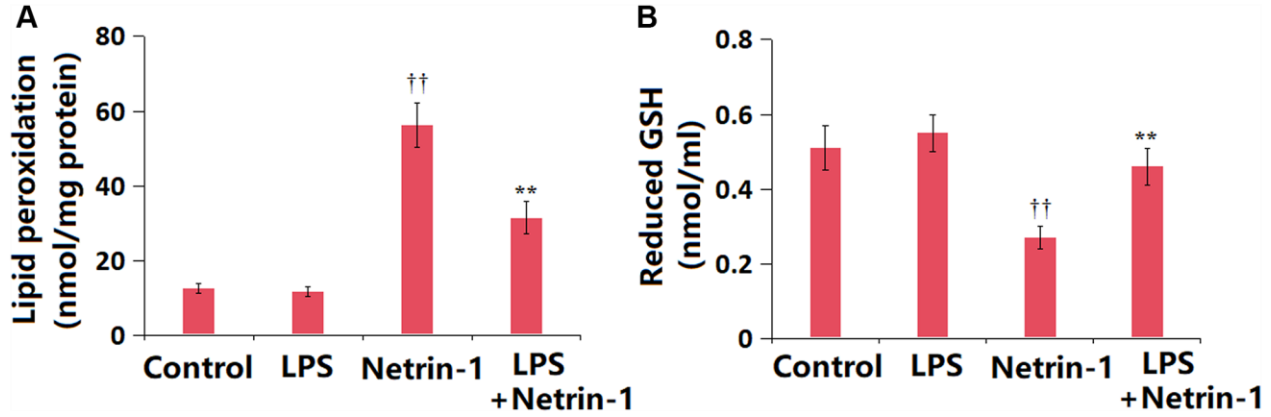 A
Lipid peroxidation
(nmol/mg protein)
80
60
40
20
0
††
**
Control
LPS
Netrin-1
LPS
+Netrin-1
B
Reduced GSH
(nmol/ml)
0.8
0.6
0.4
0.2
0
††
**
Control
LPS
Netrin-1
LPS
+Netrin-1